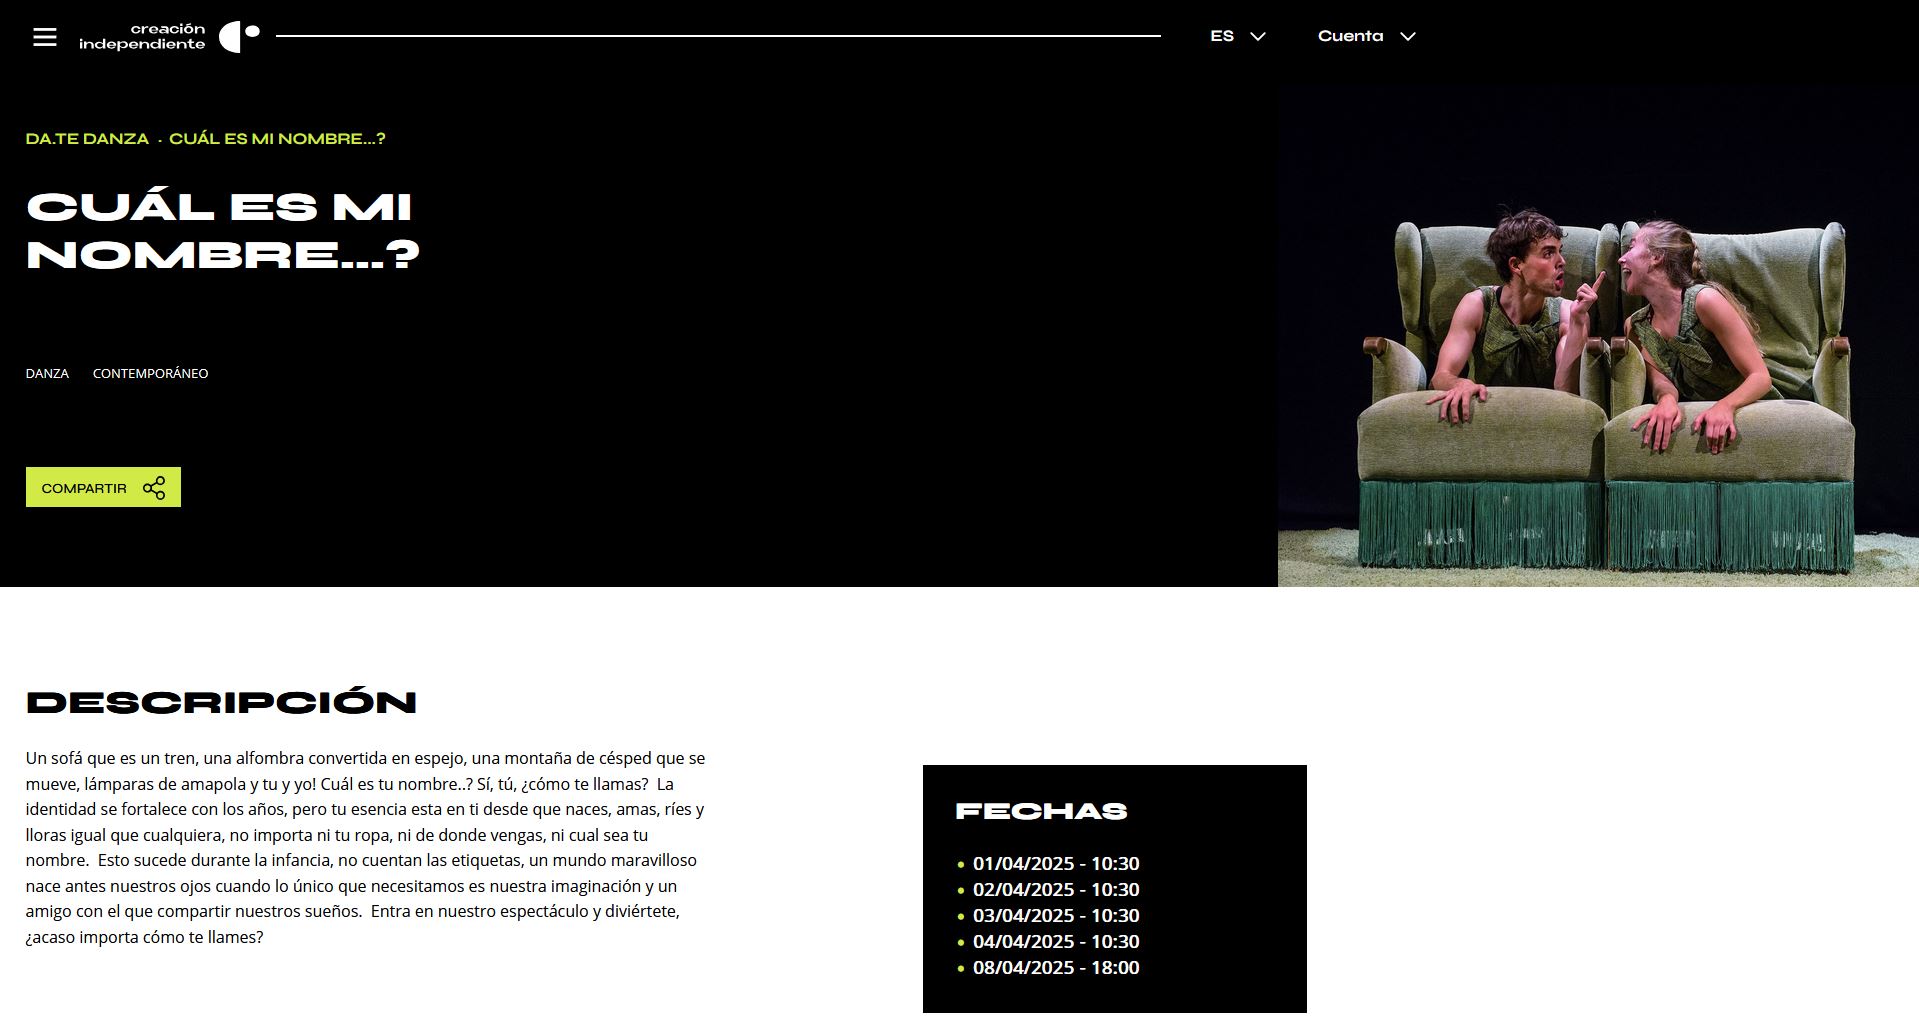 creación
independiente
ES
Cuenta
DA.TE DANZA · CUÁL ES MI NOMBRE...?
CUÁL ES MI
NOMBRE...?
DANZA CONTEMPORÁNEO
COMPARTIR
DESCRIPCIÓN
Un sofá que es un tren, una alfombra convertida en espejo, una montaña de césped que se
mueve, lámparas de amapola y tu y yo! Cuál es tu nombre..? Sí, tú, ¿cómo te llamas?  La
identidad se fortalece con los años, pero tu esencia esta en ti desde que naces, amas, ríes y
lloras igual que cualquiera, no importa ni tu ropa, ni de donde vengas, ni cual sea tu
nombre.  Esto sucede durante la infancia, no cuentan las etiquetas, un mundo maravilloso
nace antes nuestros ojos cuando lo único que necesitamos es nuestra imaginación y un
amigo con el que compartir nuestros sueños.  Entra en nuestro espectáculo y diviértete,
¿acaso importa cómo te llames?
FECHAS
• 01/04/2025 - 10:30
• 02/04/2025 - 10:30
• 03/04/2025 - 10:30
• 04/04/2025 - 10:30
• 08/04/2025 - 18:00